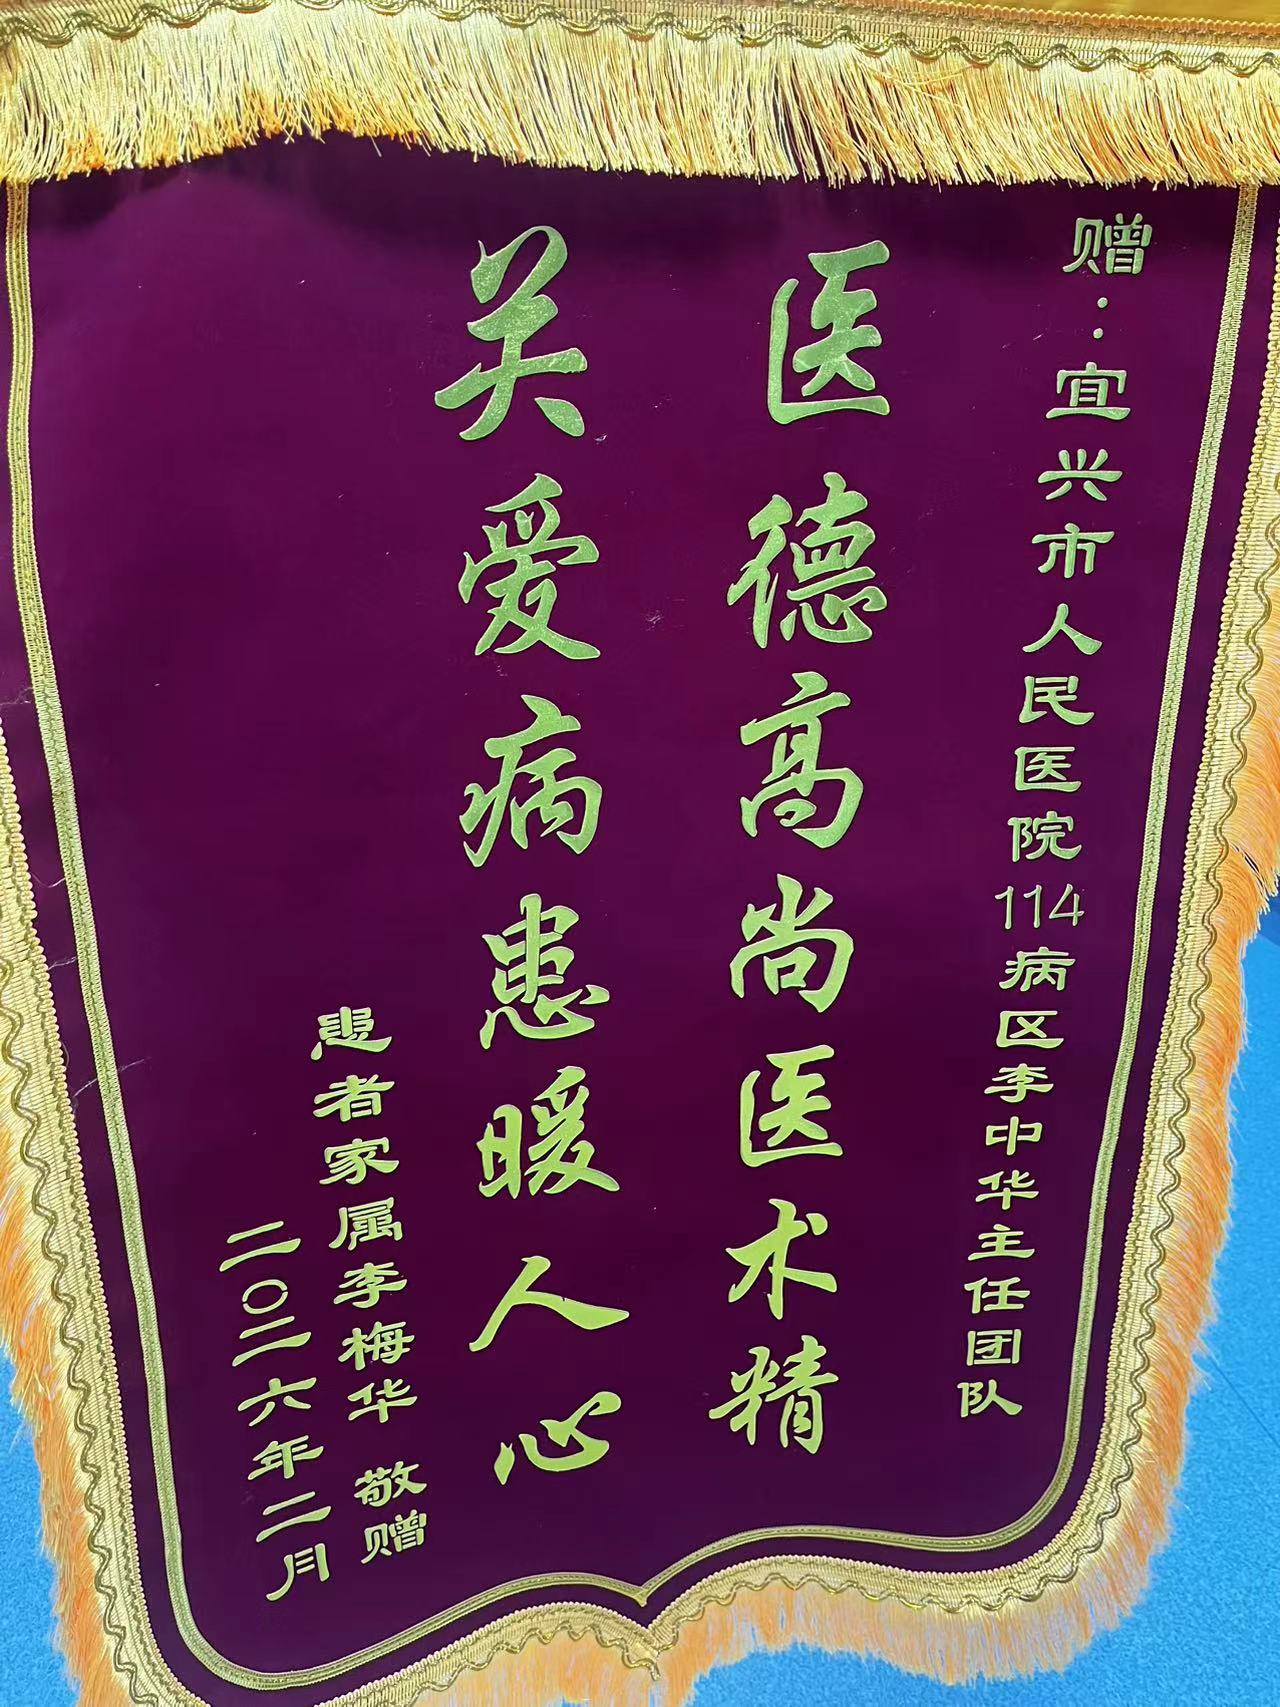 赠：宜兴市人民医院114病区李中华主任团队
医德高尚医术精
关爱病患暖人心
患者家属李梅华 敬赠
二〇二六年二月